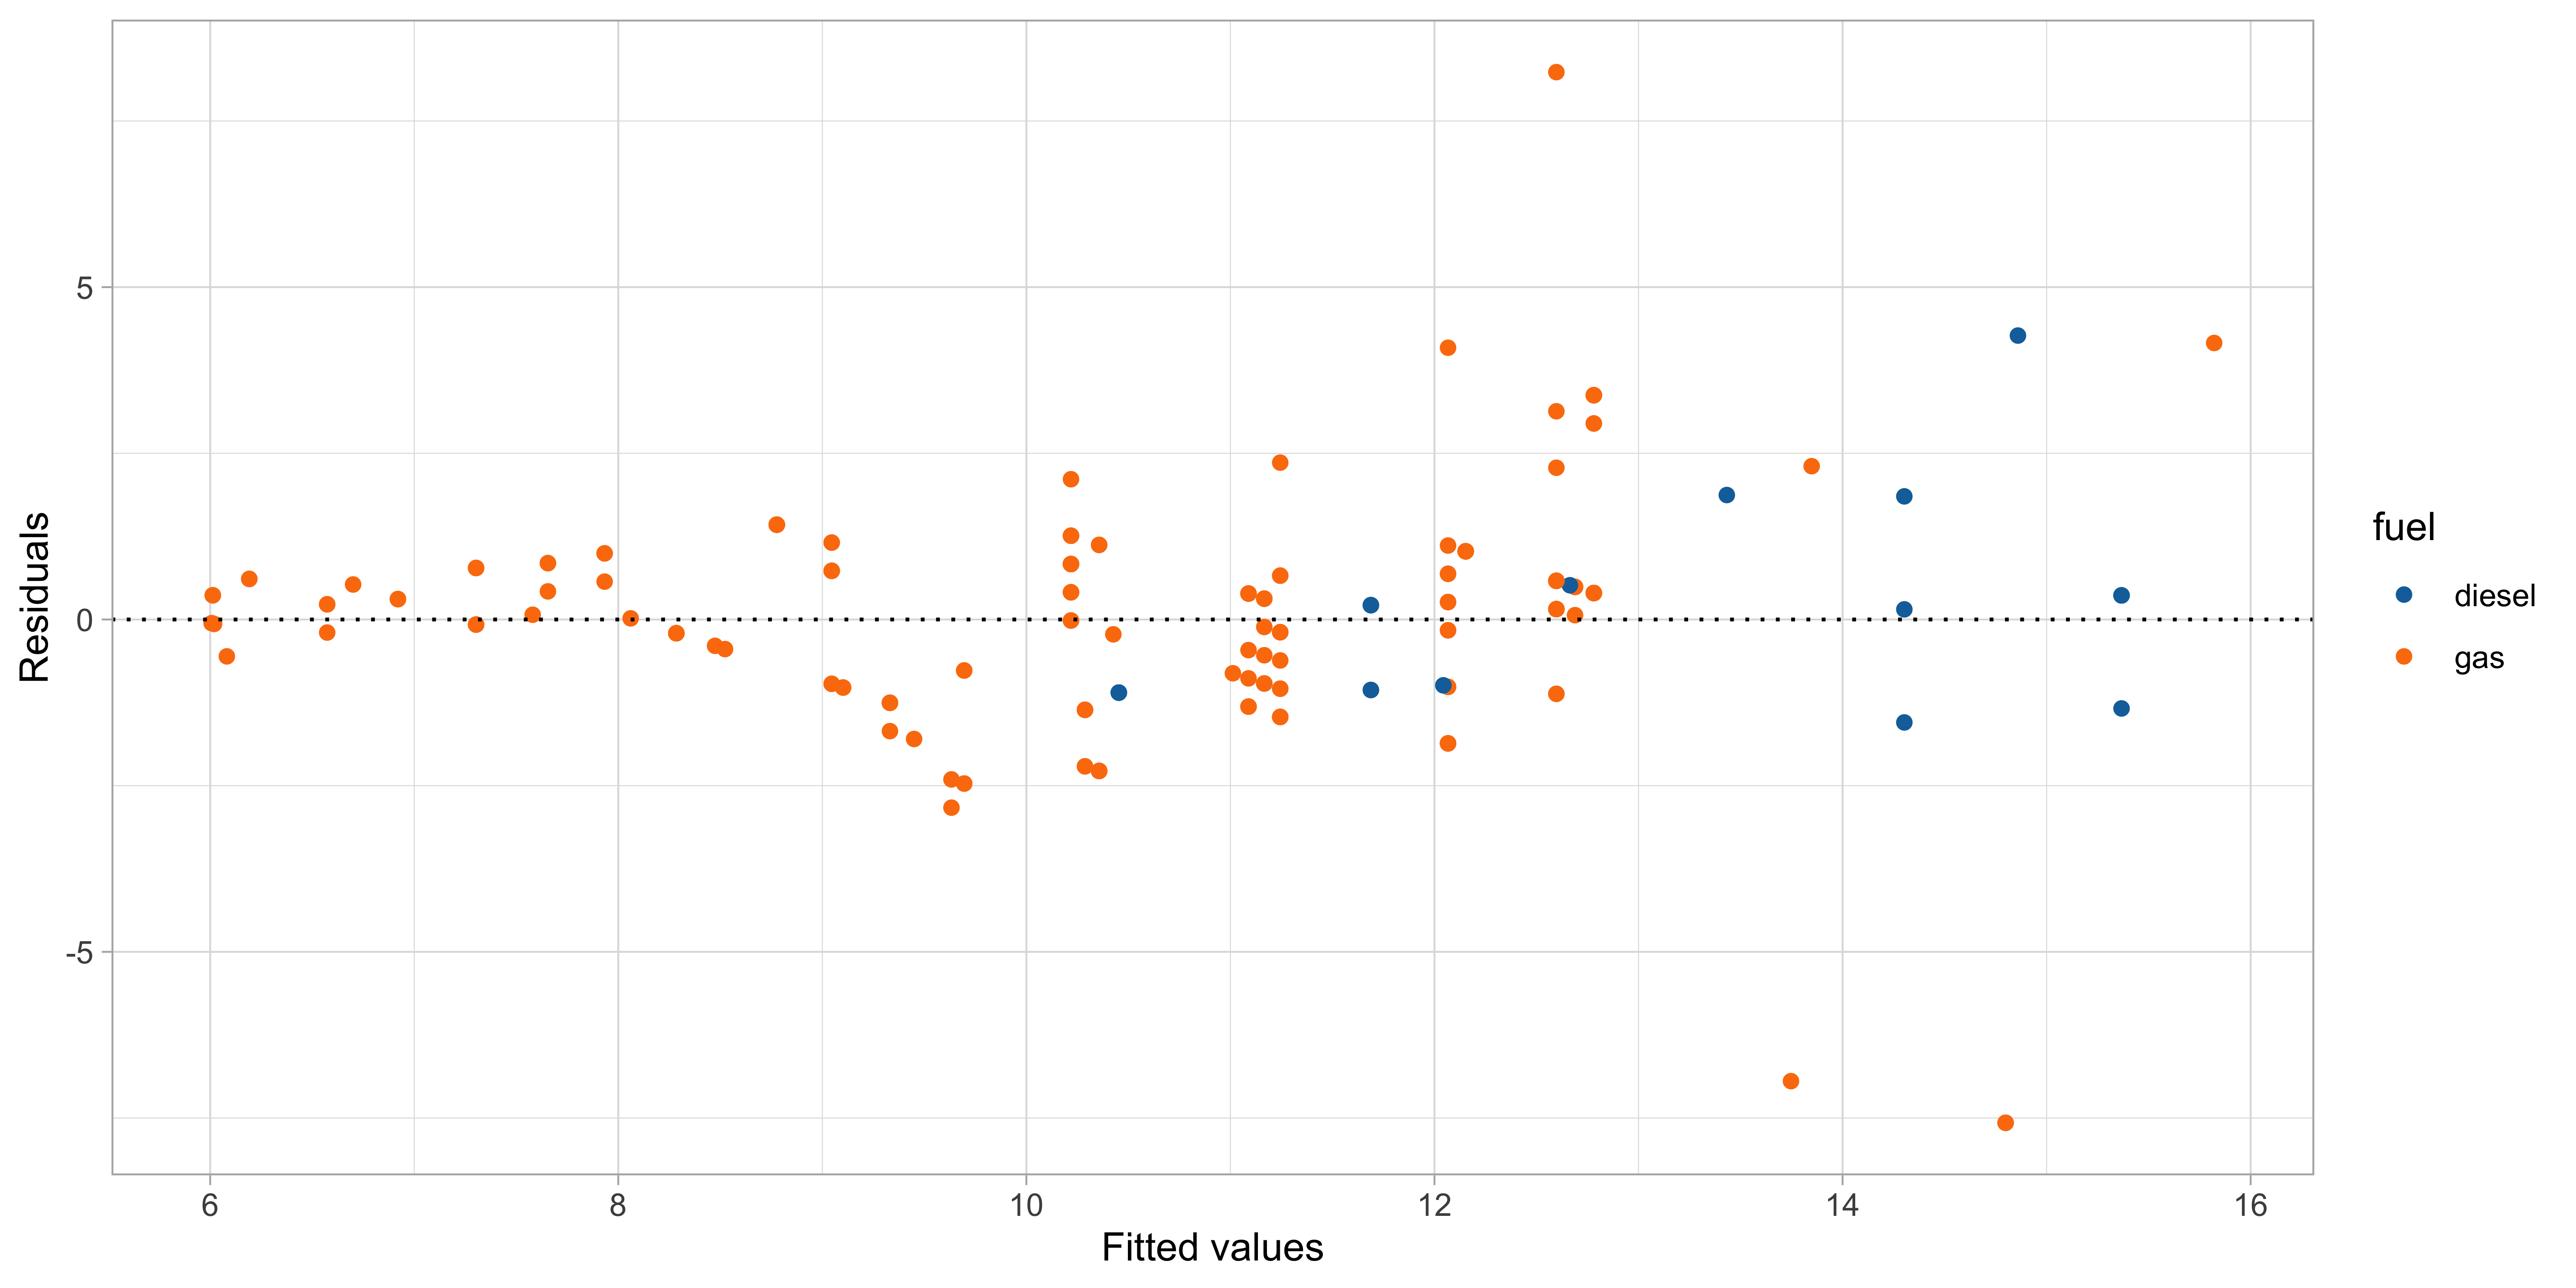 Residuals
5
0
-5
6 8 10 12 14 16
Fitted values
fuel
diesel
gas